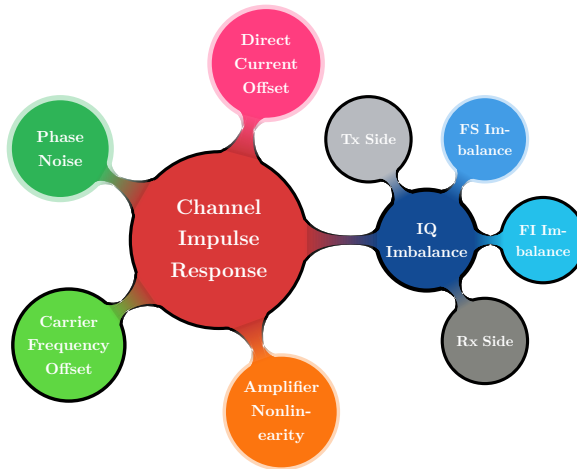 Direct
Current
Offset
Phase
Noise
Tx Side
FS Im-
balance
Channel
Impulse
Response
IQ
Imbalance
FI Im-
balance
Carrier
Frequency
Offset
Rx Side
Amplifier
Nonlin-
earity